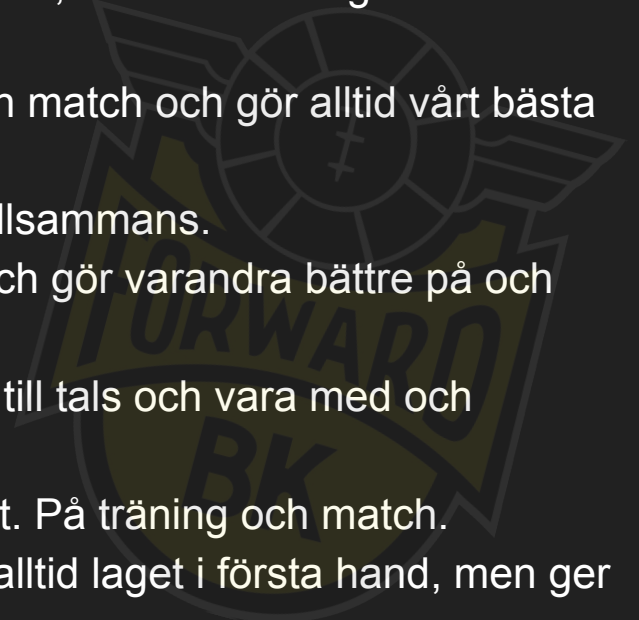 match och gör alltid vårt bästa
llsammans.
ch gör varandra bättre på och
till tals och vara med och
t. På träning och match.
alltid laget i första hand, men ger
FORWARD
BK